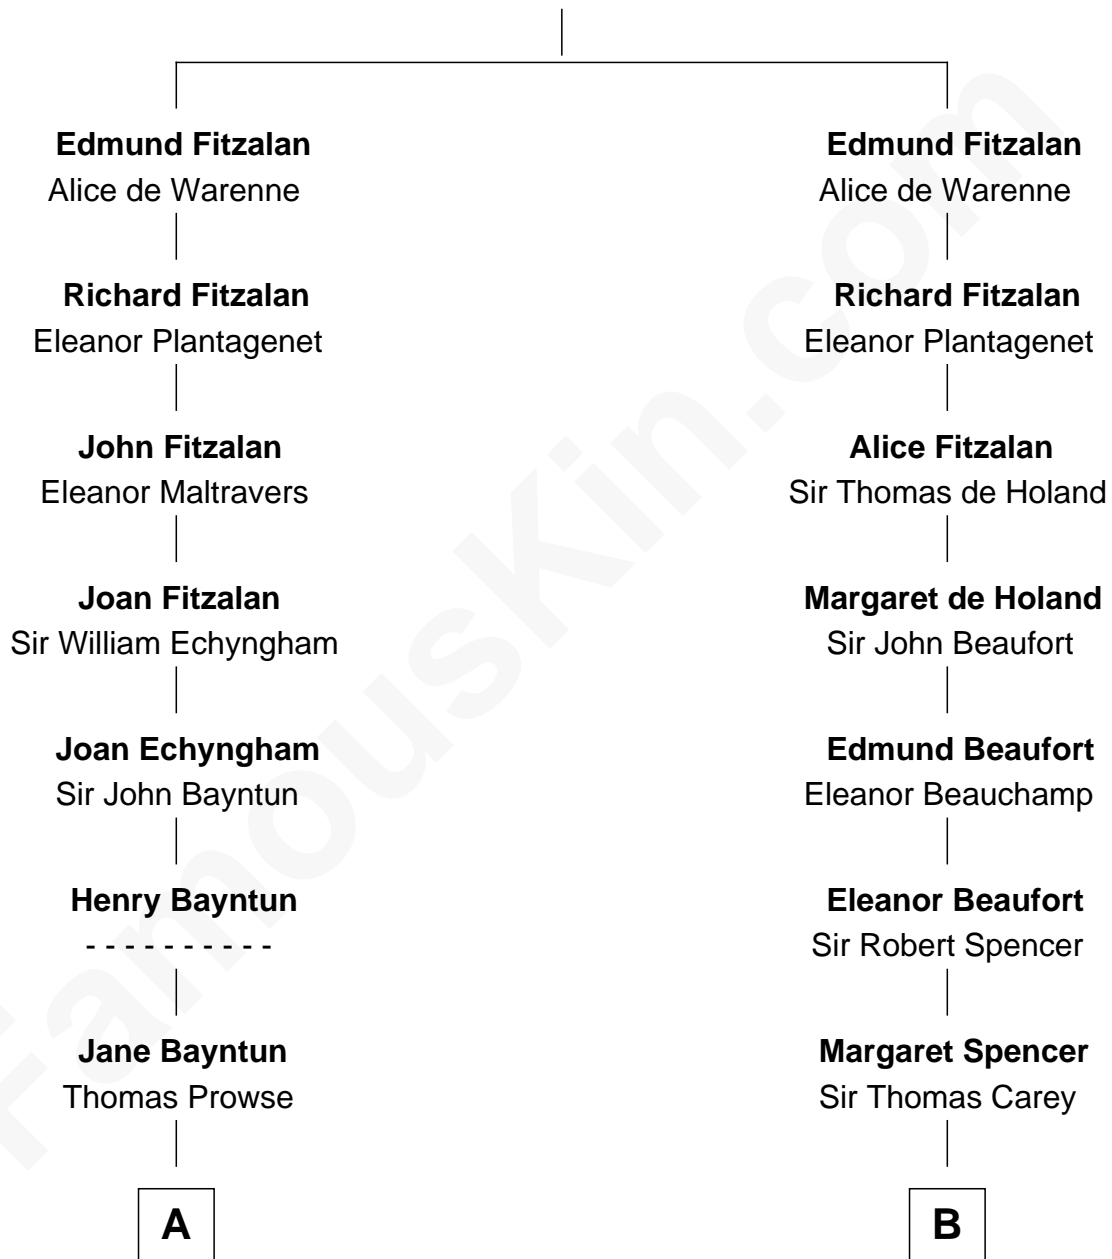 Edmund Fitzalan
Alice de Warenne
Richard Fitzalan
Eleanor Plantagenet
John Fitzalan
Eleanor Maltravers
Joan Fitzalan
Sir William Echyngham
Joan Echyngham
Sir John Bayntun
Henry Bayntun
- - - - - - - - - -
Jane Bayntun
Thomas Prowse
A
Edmund Fitzalan
Alice de Warenne
Richard Fitzalan
Eleanor Plantagenet
Alice Fitzalan
Sir Thomas de Holand
Margaret de Holand
Sir John Beaufort
Edmund Beaufort
Eleanor Beauchamp
Eleanor Beaufort
Sir Robert Spencer
Margaret Spencer
Sir Thomas Carey
B
FamousKin.com